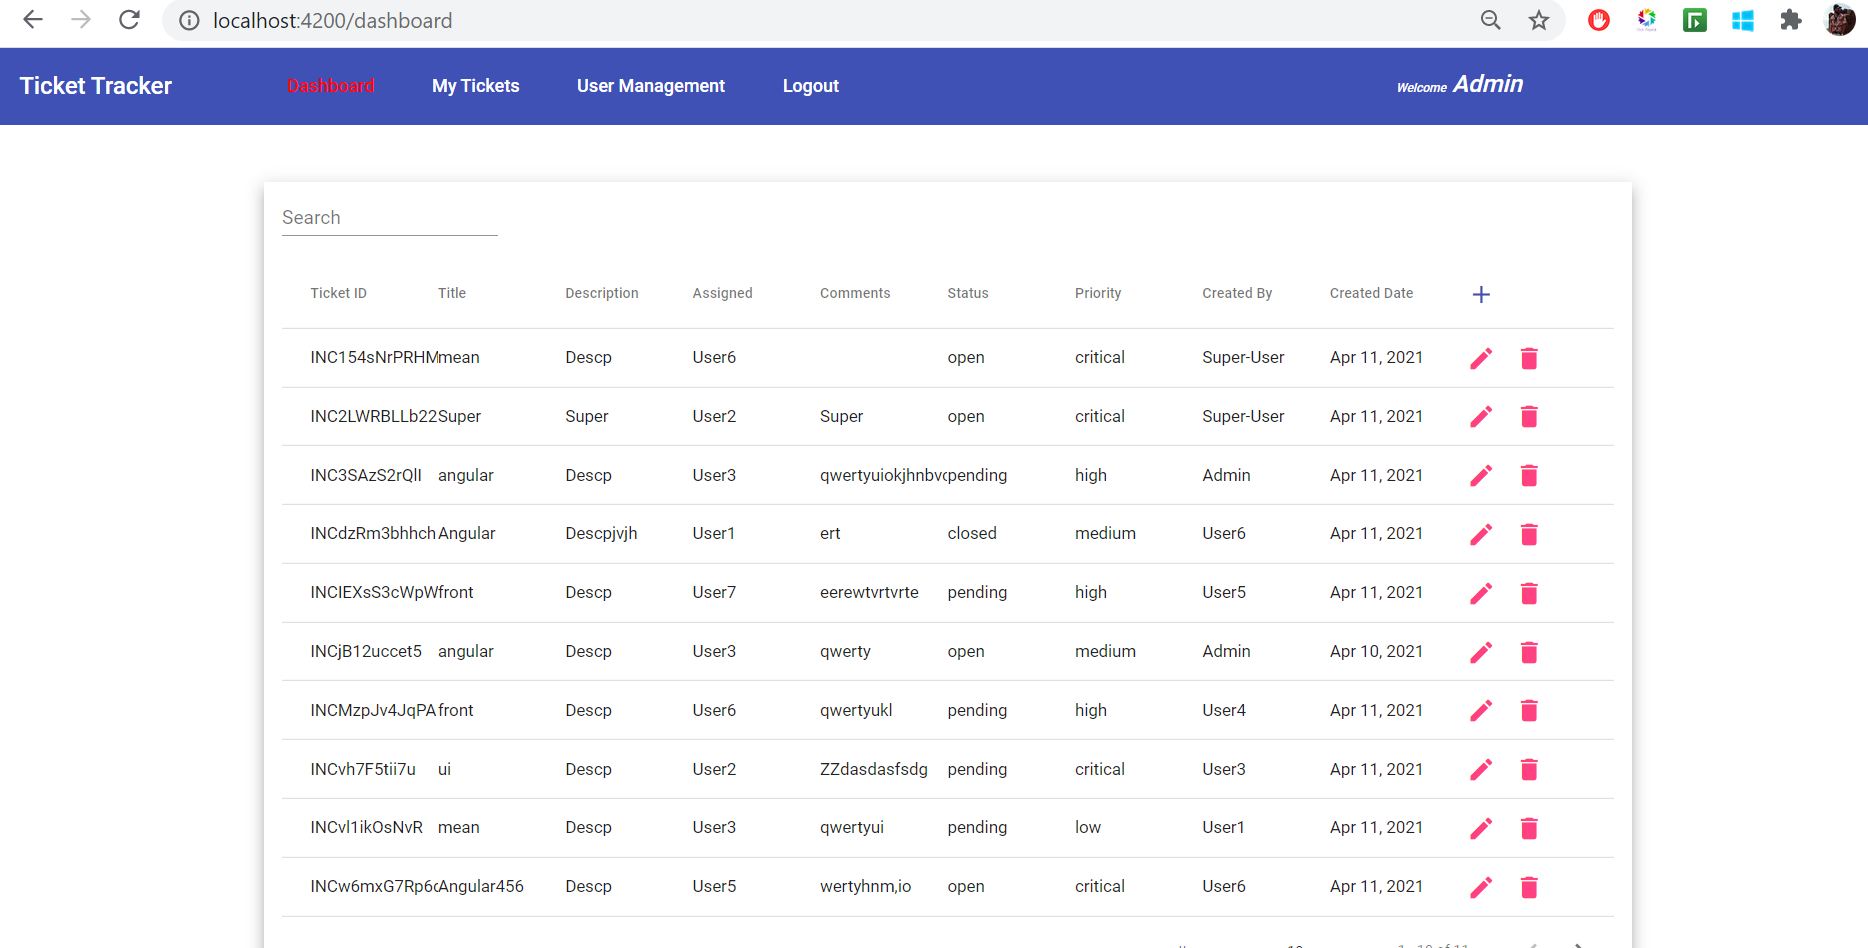 localhost:4200/dashboard
Ticket Tracker Dashboard My Tickets User Management Logout Welcome Admin
Search
Ticket ID Title Description Assigned Comments Status Priority Created By Created Date
INC154sNrPRHM mean Descp User6 open critical Super-User Apr 11, 2021
INC2LWRBLLb22 Super Super User2 Super open critical Super-User Apr 11, 2021
INC3SAzS2rQlI angular Descp User3 qwertyuiokjhnbv pending high Admin Apr 11, 2021
INCdzRm3bhhch Angular Descpjvjh User1 ert closed medium User6 Apr 11, 2021
INCIEXsS3cWpW front Descp User7 eerewtvrtvrte pending high User5 Apr 11, 2021
INCjB12uccet5 angular Descp User3 qwerty open medium Admin Apr 10, 2021
INCMzpJv4JqPA front Descp User6 qwertyukl pending high User4 Apr 11, 2021
INCvh7F5tii7u ui Descp User2 ZZdasdasfsdg pending critical User3 Apr 11, 2021
INCvl1ikOsNvR mean Descp User3 qwertyui pending low User1 Apr 11, 2021
INCw6mxG7Rp6 Angular456 Descp User5 wertyhnm,io open critical User6 Apr 11, 2021